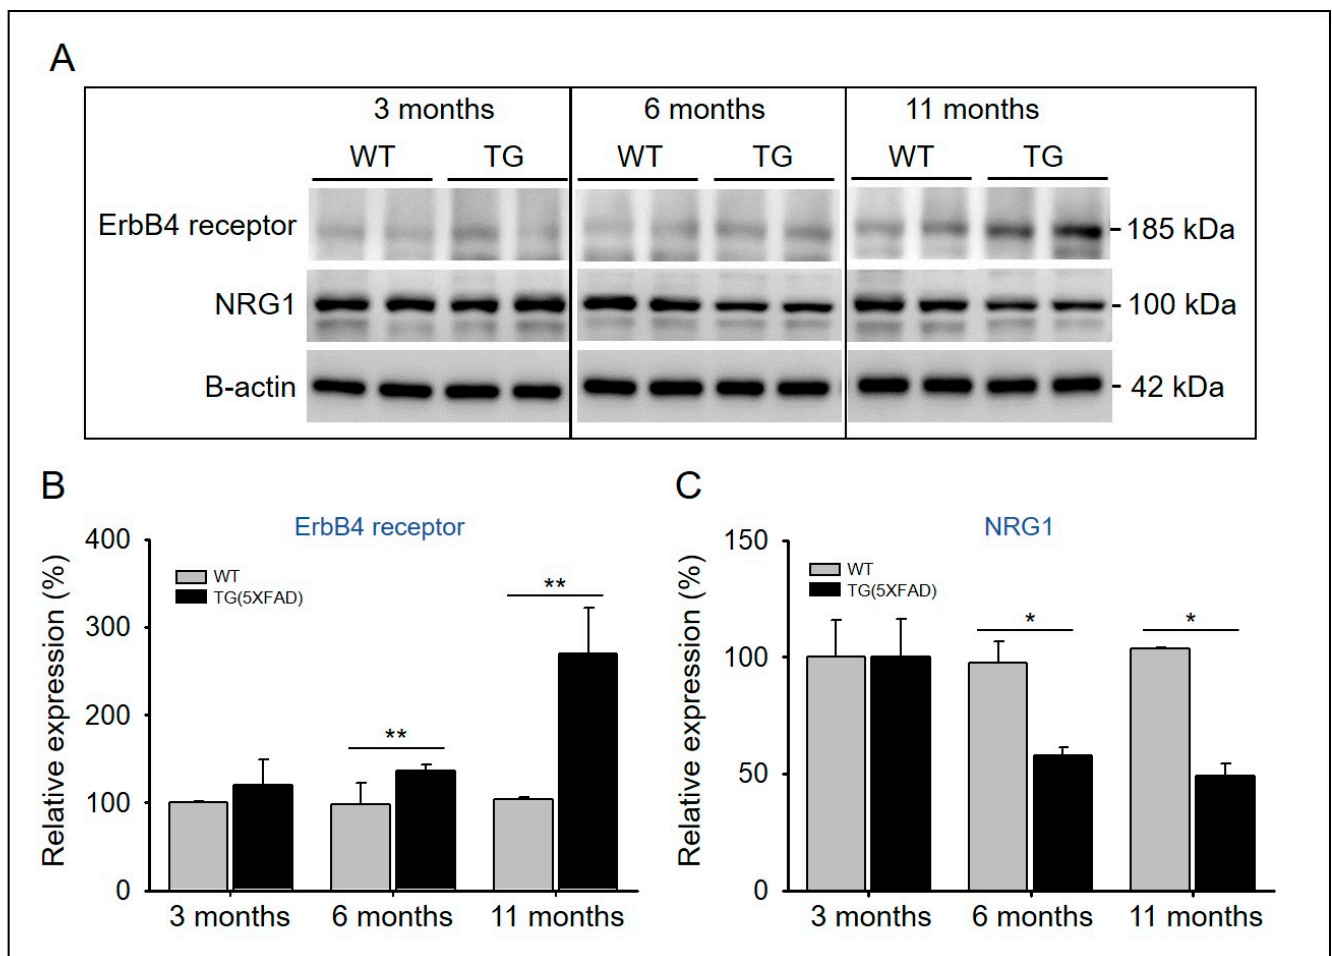 A
3 months 6 months 11 months
WT TG WT TG WT TG
ErbB4 receptor 185 kDa
NRG1 100 kDa
B-actin 42 kDa
B
ErbB4 receptor
Relative expression (%)
400
300
200
100
0
WT
TG(5XFAD)
**
**
3 months 6 months 11 months
C
NRG1
Relative expression (%)
150
100
50
0
WT
TG(5XFAD)
*
*
3 months 6 months 11 months